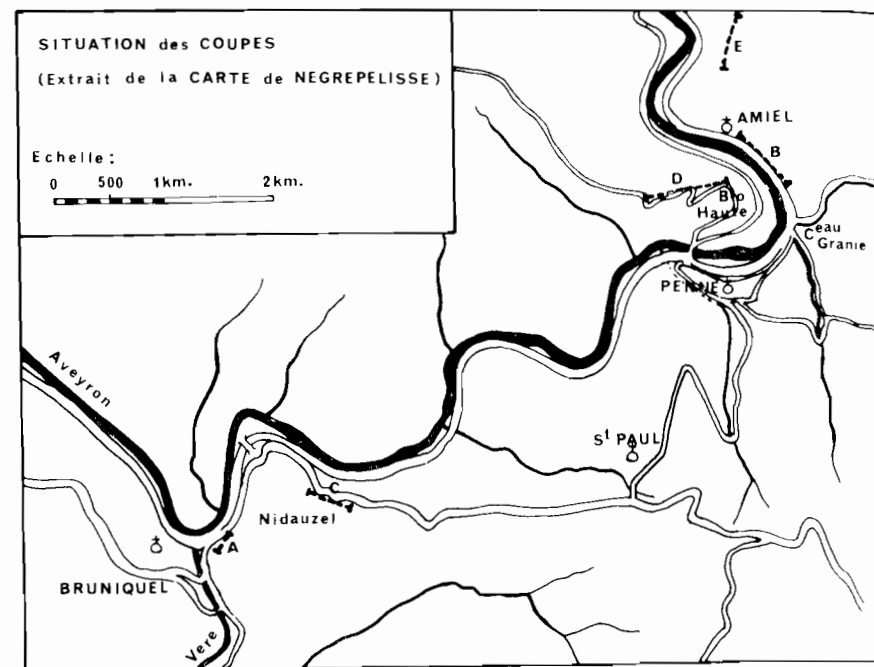 SITUATION des COUPES
(Extrait de la CARTE de NEGREPELISSE)
Echelle:
0 500 1km. 2km.
E
AMIEL
B
D
Bio
Haute
Ceau
Granie
PENNE
Aveyron
St PAUL
C
Nidauzel
A
BRUNIQUEL
Vere